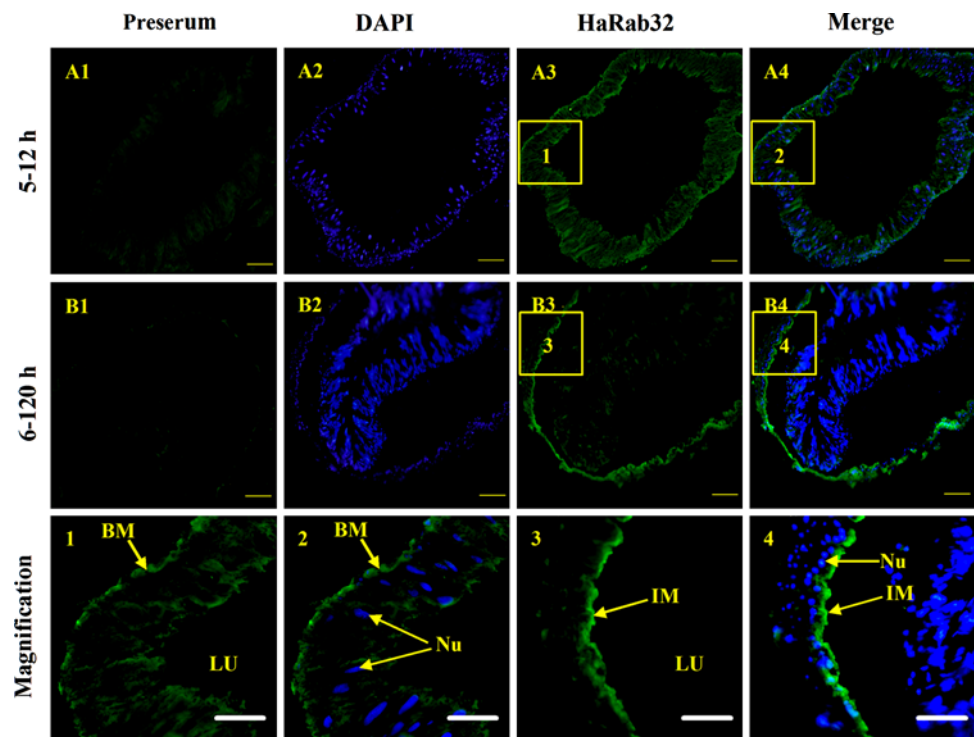 Preserum DAPI HaRab32 Merge
5-12 h
A1 A2 A3 A4
1 2
6-120 h
B1 B2 B3 B4
3 4
Magnification
1 BM 2 BM 3 4
Nu
IM IM
Nu
LU LU